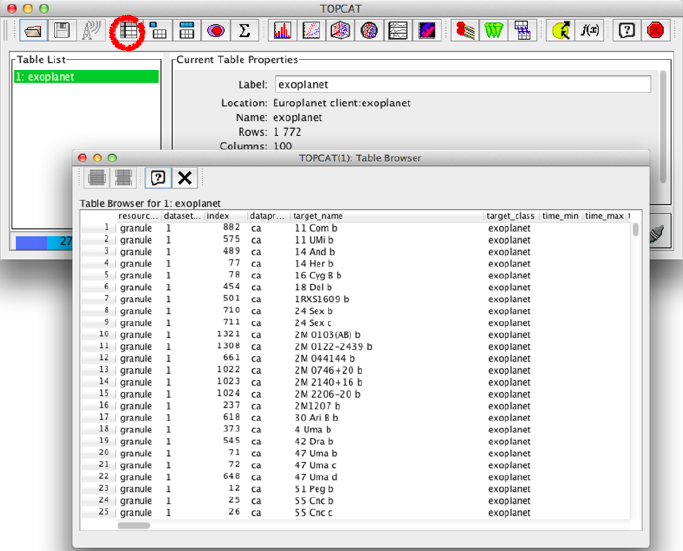 TOPCAT
Σ f(x) ?
Table List
1: exoplanet
Current Table Properties
Label: exoplanet
Location: Europlanet client:exoplanet
Name: exoplanet
Rows: 1 772
Columns: 100
TOPCAT(1): Table Browser
?
Table Browser for 1: exoplanet
resourc... dataset... index datapr... target_name target_class time_min time_max t
1 granule 1 882 ca 11 Com b exoplanet
2 granule 1 575 ca 11 UMi b exoplanet
3 granule 1 489 ca 14 And b exoplanet
4 granule 1 77 ca 14 Her b exoplanet
5 granule 1 78 ca 16 Cyg B b exoplanet
6 granule 1 454 ca 18 Del b exoplanet
7 granule 1 501 ca 1RXS1609 b exoplanet
8 granule 1 710 ca 24 Sex b exoplanet
9 granule 1 711 ca 24 Sex c exoplanet
10 granule 1 1321 ca 2M 0103(AB) b exoplanet
11 granule 1 1308 ca 2M 0122-2439 b exoplanet
12 granule 1 661 ca 2M 044144 b exoplanet
13 granule 1 1022 ca 2M 0746+20 b exoplanet
14 granule 1 1023 ca 2M 2140+16 b exoplanet
15 granule 1 1024 ca 2M 2206-20 b exoplanet
16 granule 1 237 ca 2M1207 b exoplanet
17 granule 1 618 ca 30 Ari B b exoplanet
18 granule 1 373 ca 4 Uma b exoplanet
19 granule 1 545 ca 42 Dra b exoplanet
20 granule 1 71 ca 47 Uma b exoplanet
21 granule 1 72 ca 47 Uma c exoplanet
22 granule 1 648 ca 47 Uma d exoplanet
23 granule 1 12 ca 51 Peg b exoplanet
24 granule 1 25 ca 55 Cnc b exoplanet
25 granule 1 26 ca 55 Cnc c exoplanet